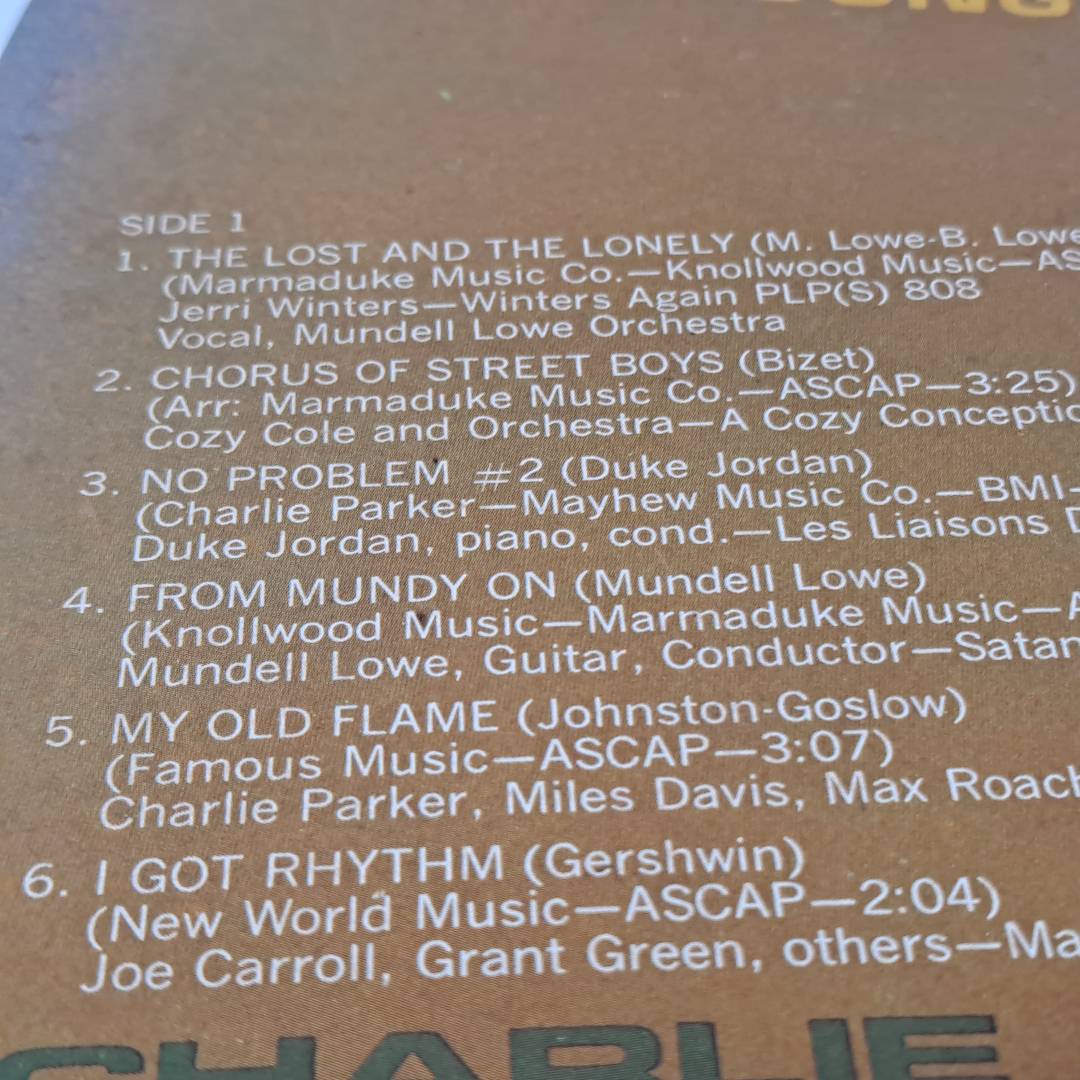 SIDE 1
1. THE LOST AND THE LONELY (M. Lowe-B. Lowe
(Marmaduke Music Co.—Knollwood Music—AS
Jerri Winters—Winters Again PLP(S) 808
Vocal, Mundell Lowe Orchestra
2. CHORUS OF STREET BOYS (Bizet)
(Arr: Marmaduke Music Co.—ASCAP—3:25)
Cozy Cole and Orchestra—A Cozy Conceptio
3. NO PROBLEM #2 (Duke Jordan)
(Charlie Parker—Mayhew Music Co.—BMI-
Duke Jordan, piano, cond.—Les Liaisons D
4. FROM MUNDY ON (Mundell Lowe)
(Knollwood Music—Marmaduke Music—A
Mundell Lowe, Guitar, Conductor—Satan
5. MY OLD FLAME (Johnston-Goslow)
(Famous Music—ASCAP—3:07)
Charlie Parker, Miles Davis, Max Roach
6. I GOT RHYTHM (Gershwin)
(New World Music—ASCAP—2:04)
Joe Carroll, Grant Green, others—Ma
CHARLIE